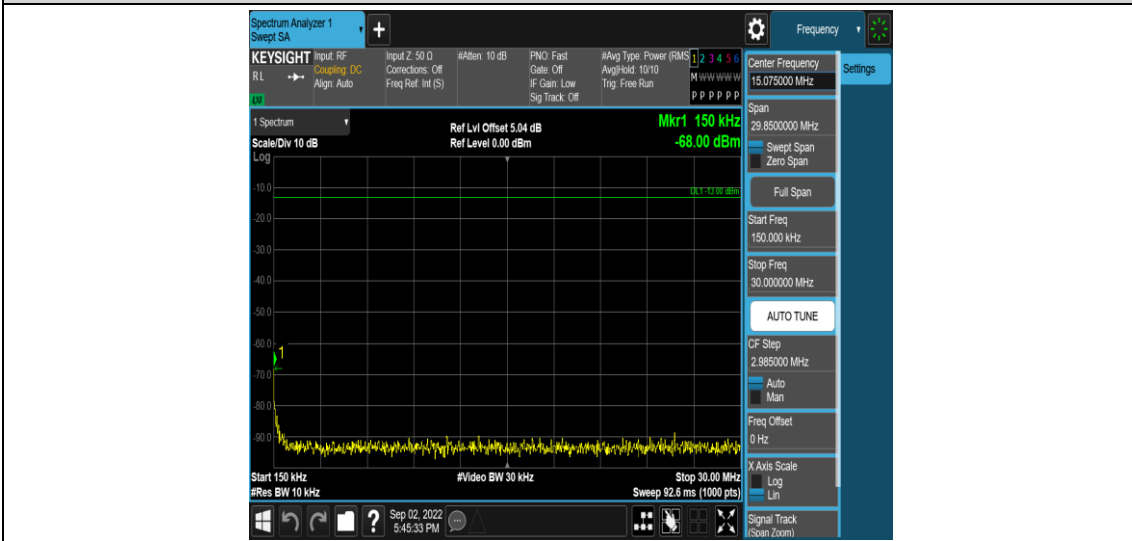 Spectrum Analyzer 1
Swept SA
+
Frequency
KEYSIGHT
RL
LXI
Input: RF
Coupling: DC
Align: Auto
Input Z: 50 Ω
Corrections: Off
Freq Ref: Int (S)
#Atten: 10 dB
PNO: Fast
Gate: Off
IF Gain: Low
Sig Track: Off
#Avg Type: Power (RMS
Avg|Hold: 10/10
Trig: Free Run
1 2 3 4 5 6
M W W W W W
P P P P P P
1 Spectrum
Scale/Div 10 dB
Log
Ref Lvl Offset 5.04 dB
Ref Level 0.00 dBm
Mkr1 150 kHz
-68.00 dBm
DL1 -13.00 dBm
-10.0
-20.0
-30.0
-40.0
-50.0
-60.0
1
-70.0
-80.0
-90.0
Start 150 kHz
#Res BW 10 kHz
#Video BW 30 kHz
Stop 30.00 MHz
Sweep 92.6 ms (1000 pts)
?
Sep 02, 2022
5:45:33 PM
Center Frequency
15.075000 MHz
Settings
Span
29.8500000 MHz
Swept Span
Zero Span
Full Span
Start Freq
150.000 kHz
Stop Freq
30.000000 MHz
AUTO TUNE
CF Step
2.985000 MHz
Auto
Man
Freq Offset
0 Hz
X Axis Scale
Log
Lin
Signal Track
(Span Zoom)